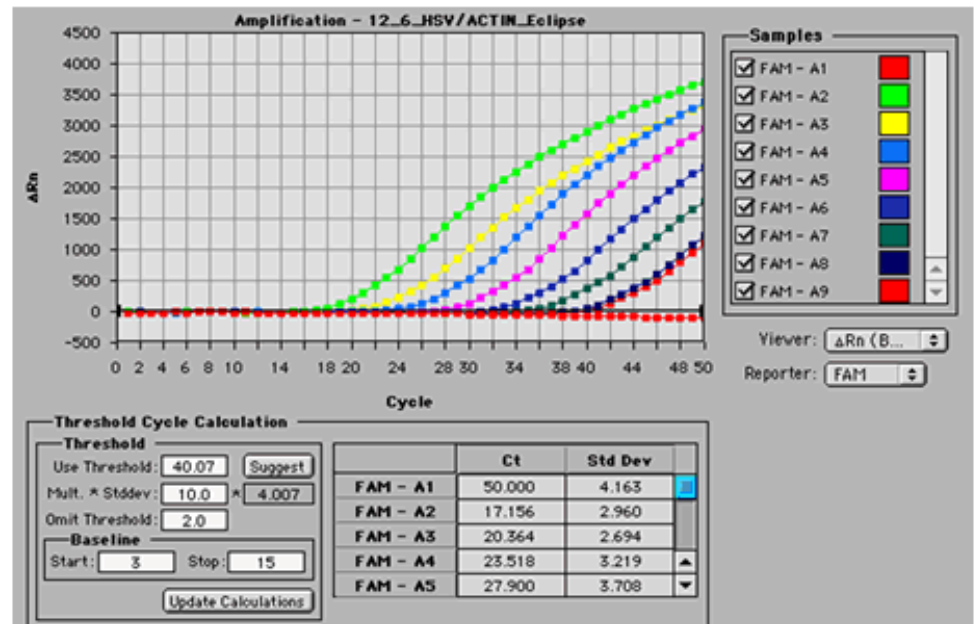 Amplification - 12_6_HSV/ACTIN_Eclipse
4500
4000
3500
3000
2500
2000
1500
1000
500
0
-500
ΔRn
0 2 4 6 8 10 14 18 20 24 28 30 34 38 40 44 48 50
Cycle
Samples
FAM - A1
FAM - A2
FAM - A3
FAM - A4
FAM - A5
FAM - A6
FAM - A7
FAM - A8
FAM - A9
Viewer: ΔRn (B...
Reporter: FAM
Threshold Cycle Calculation
Threshold
Use Threshold: 40.07 Suggest
Mult. * Stddev: 10.0 * 4.007
Omit Threshold: 2.0
Baseline
Start: 3 Stop: 15
Update Calculations
Ct Std Dev
FAM - A1 50.000 4.163
FAM - A2 17.156 2.960
FAM - A3 20.364 2.694
FAM - A4 23.518 3.219
FAM - A5 27.900 3.708